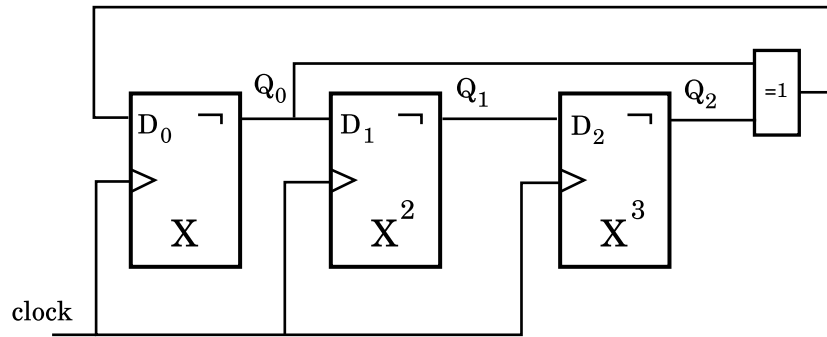 Q₀
Q₁
Q₂
=1
D₀
D₁
D₂
X
X²
X³
clock